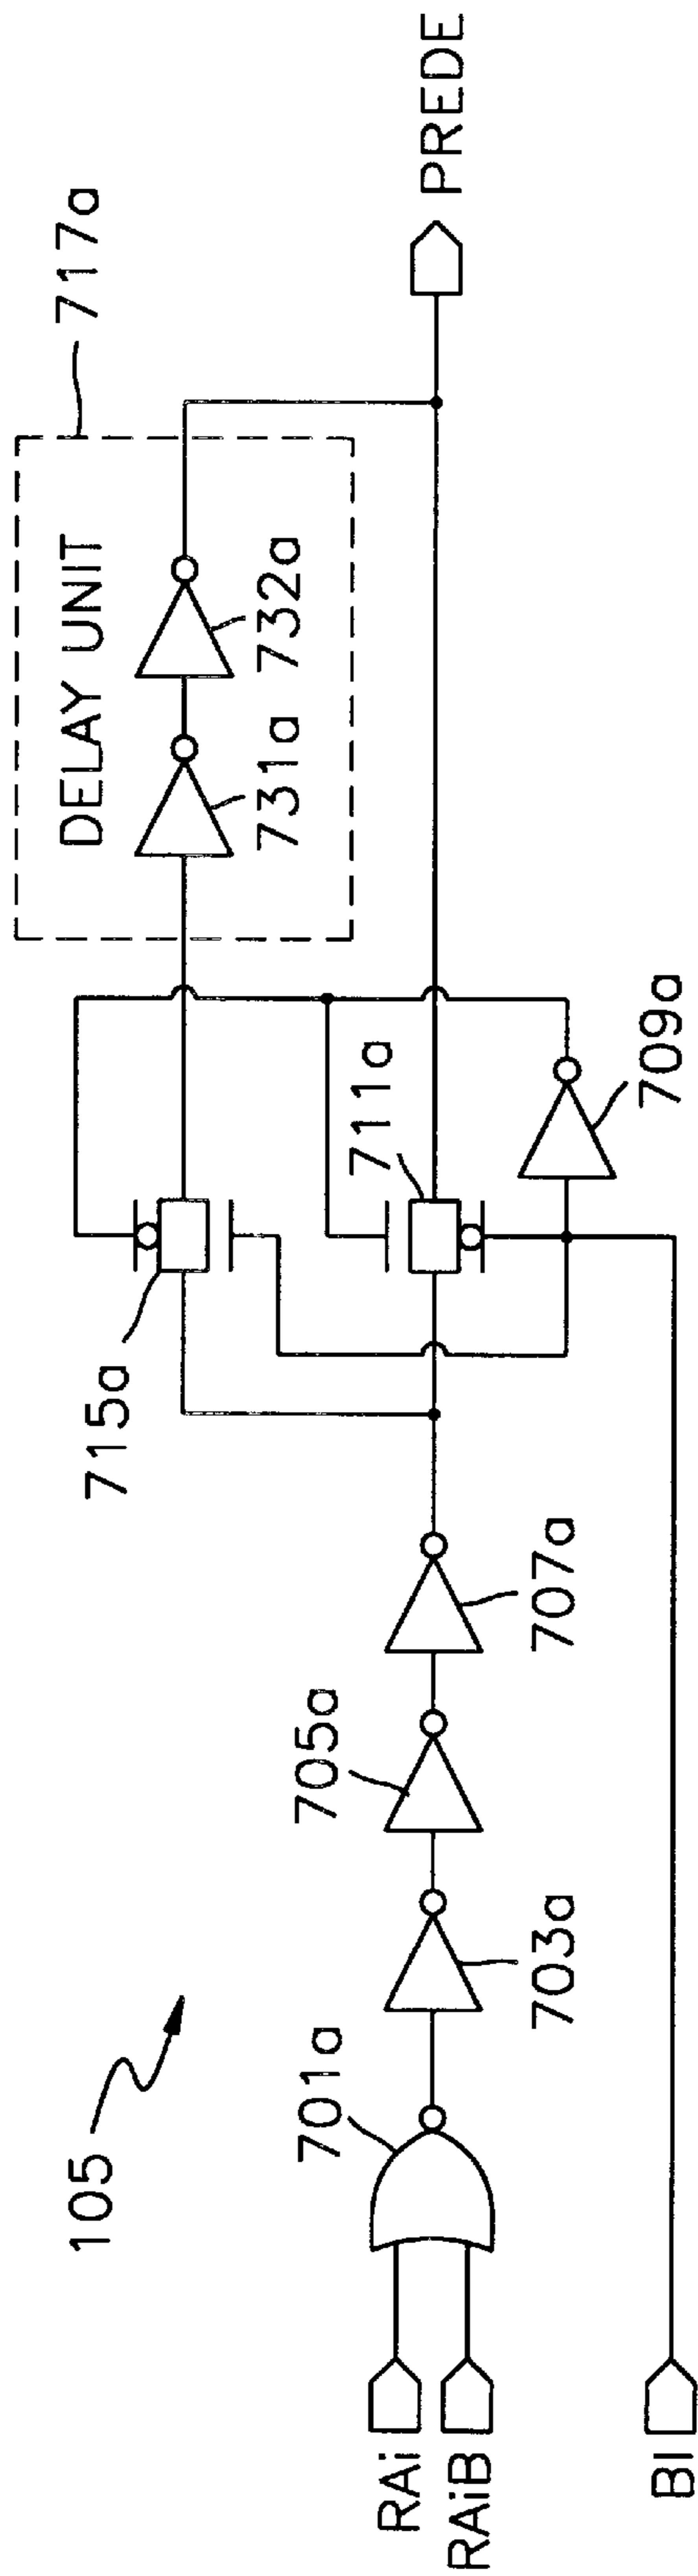 105
RAi
RAiB
BI
701a
703a
705a
707a
715a
711a
709a
DELAY UNIT
731a
732a
717a
PREDE